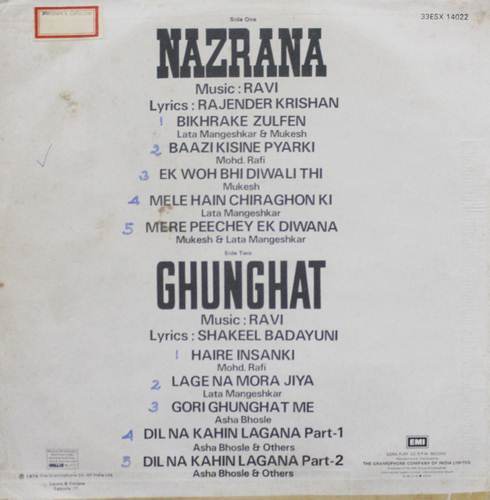 Side One
33ESX 14022
NAZRANA
Music : RAVI
Lyrics : RAJENDER KRISHAN
1 BIKHRAKE ZULFEN
Lata Mangeshkar & Mukesh
2 BAAZI KISINE PYARKI
Mohd. Rafi
3 EK WOH BHI DIWALI THI
Mukesh
4 MELE HAIN CHIRAGHON KI
Lata Mangeshkar
5 MERE PEECHEY EK DIWANA
Mukesh & Lata Mangeshkar
Side Two
GHUNGHAT
Music : RAVI
Lyrics : SHAKEEL BADAYUNI
1 HAIRE INSANKI
Mohd. Rafi
2 LAGE NA MORA JIYA
Lata Mangeshkar
3 GORI GHUNGHAT ME
Asha Bhosle
4 DIL NA KAHIN LAGANA Part-1
Asha Bhosle & Others
5 DIL NA KAHIN LAGANA Part-2
Asha Bhosle & Others
EMI
THE GRAMOPHONE COMPANY OF INDIA LIMITED